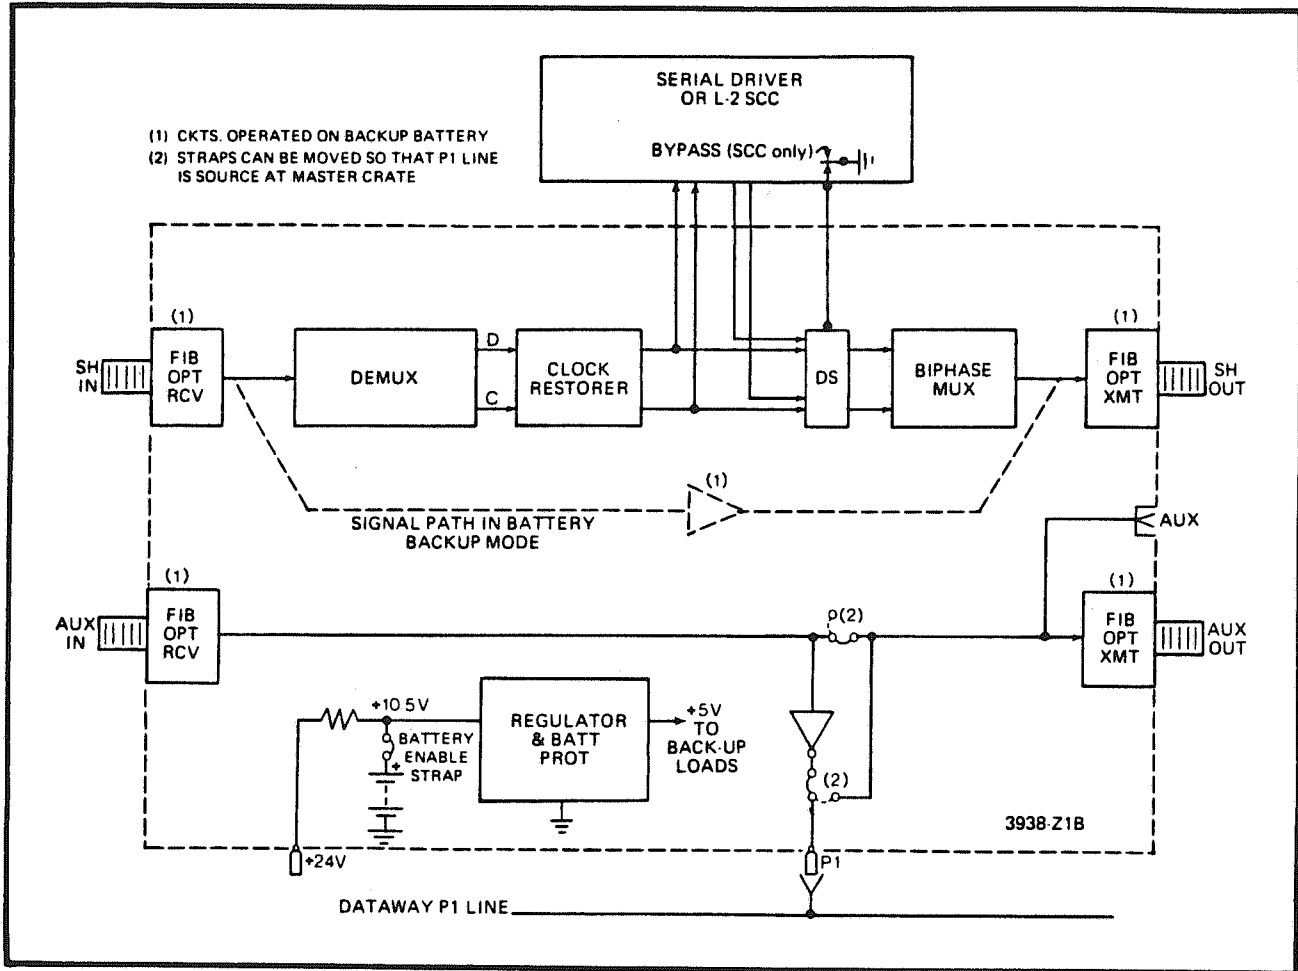 SERIAL DRIVER
OR L-2 SCC
(1) CKTS. OPERATED ON BACKUP BATTERY
(2) STRAPS CAN BE MOVED SO THAT P1 LINE
IS SOURCE AT MASTER CRATE
BYPASS (SCC only)
(1)
SH
IN
FIB
OPT
RCV
DEMUX
D
C
CLOCK
RESTORER
DS
BIPHASE
MUX
(1)
FIB
OPT
XMT
SH
OUT
(1)
SIGNAL PATH IN BATTERY
BACKUP MODE
AUX
(1)
AUX
IN
FIB
OPT
RCV
(2)
(1)
FIB
OPT
XMT
AUX
OUT
+10.5V
BATTERY
ENABLE
STRAP
+
REGULATOR
& BATT
PROT
+5V
TO
BACK-UP
LOADS
(2)
3938-Z1B
+24V
P1
DATAWAY P1 LINE